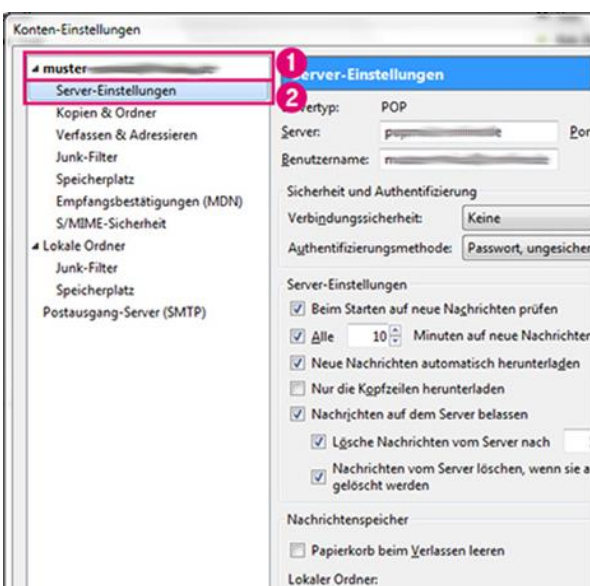 Konten-Einstellungen
muster
1
Server-Einstellungen
2
Kopien & Ordner
Verfassen & Adressieren
Junk-Filter
Speicherplatz
Empfangsbestätigungen (MDN)
S/MIME-Sicherheit
Lokale Ordner
Junk-Filter
Speicherplatz
Postausgang-Server (SMTP)
erver-Einstellungen
vertyp: POP
Server: Por
Benutzername:
Sicherheit und Authentifizierung
Verbindungssicherheit: Keine
Authentifizierungsmethode: Passwort, ungesicher
Server-Einstellungen
Beim Starten auf neue Nachrichten prüfen
Alle 10 Minuten auf neue Nachrichten
Neue Nachrichten automatisch herunterladen
Nur die Kopfzeilen herunterladen
Nachrichten auf dem Server belassen
Lösche Nachrichten vom Server nach
Nachrichten vom Server löschen, wenn sie a
gelöscht werden
Nachrichtenspeicher
Papierkorb beim Verlassen leeren
Lokaler Ordner: